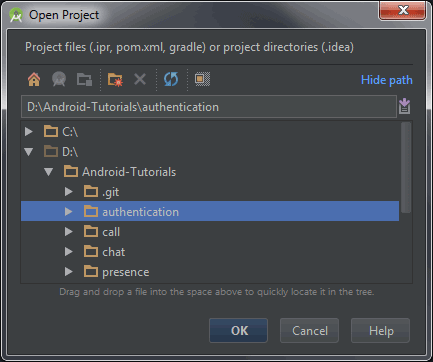 Open Project
Project files (.ipr, pom.xml, gradle) or project directories (.idea)
Hide path
D:\Android-Tutorials\authentication
C:\
D:\
Android-Tutorials
.git
authentication
call
chat
presence
Drag and drop a file into the space above to quickly locate it in the tree.
OK
Cancel
Help